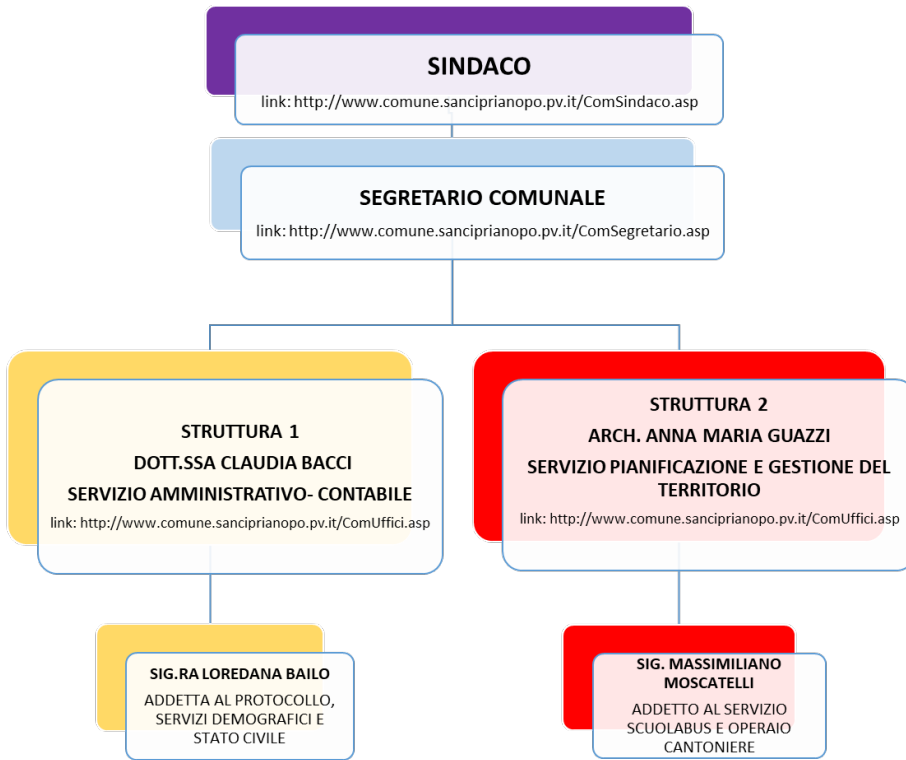 SINDACO
link: http://www.comune.sanciprianopo.pv.it/ComSindaco.asp
SEGRETARIO COMUNALE
link: http://www.comune.sanciprianopo.pv.it/ComSegretario.asp
STRUTTURA 1
DOTT.SSA CLAUDIA BACCI
SERVIZIO AMMINISTRATIVO- CONTABILE
link: http://www.comune.sanciprianopo.pv.it/ComUffici.asp
STRUTTURA 2
ARCH. ANNA MARIA GUAZZI
SERVIZIO PIANIFICAZIONE E GESTIONE DEL
TERRITORIO
link: http://www.comune.sanciprianopo.pv.it/ComUffici.asp
SIG.RA LOREDANA BAILO
ADDETTA AL PROTOCOLLO,
SERVIZI DEMOGRAFICI E
STATO CIVILE
SIG. MASSIMILIANO
MOSCATELLI
ADDETTO AL SERVIZIO
SCUOLABUS E OPERAIO
CANTONIERE